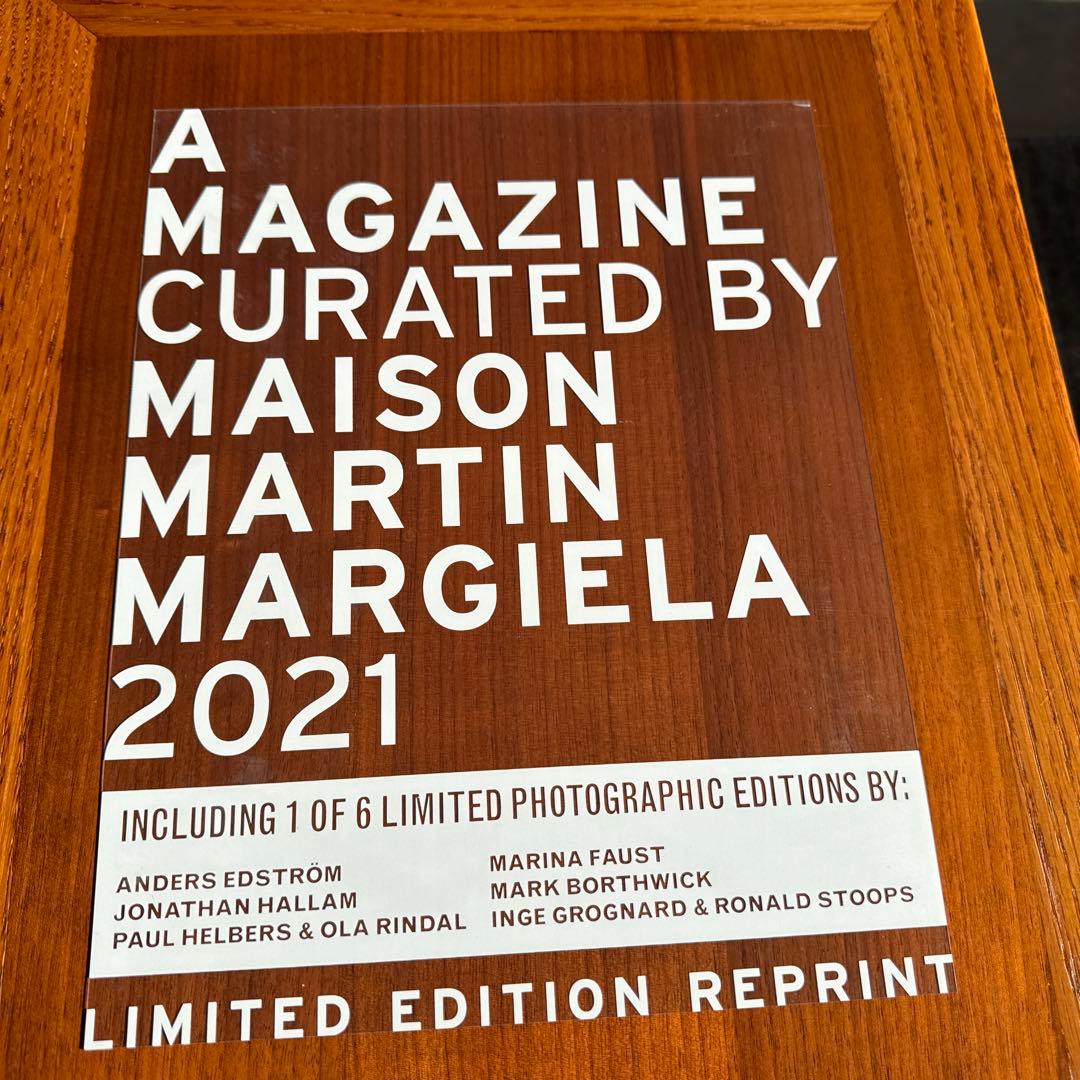 A
MAGAZINE
CURATED BY
MAISON
MARTIN
MARGIELA
2021
INCLUDING 1 OF 6 LIMITED PHOTOGRAPHIC EDITIONS BY:
ANDERS EDSTRÖM
JONATHAN HALLAM
PAUL HELBERS & OLA RINDAL
MARINA FAUST
MARK BORTHWICK
INGE GROGNARD & RONALD STOOPS
LIMITED EDITION REPRINT